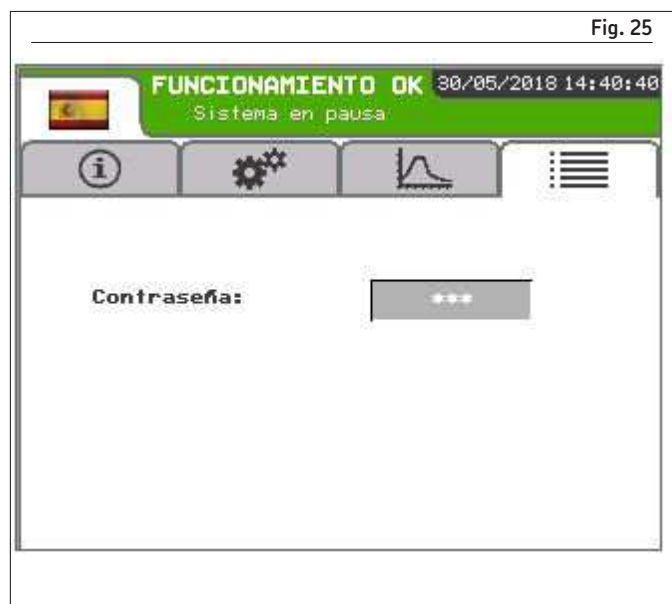 Fig. 25
FUNCIONAMIENTO OK 30/05/2018 14:40:40
Sistema en pausa
Contraseña: ***